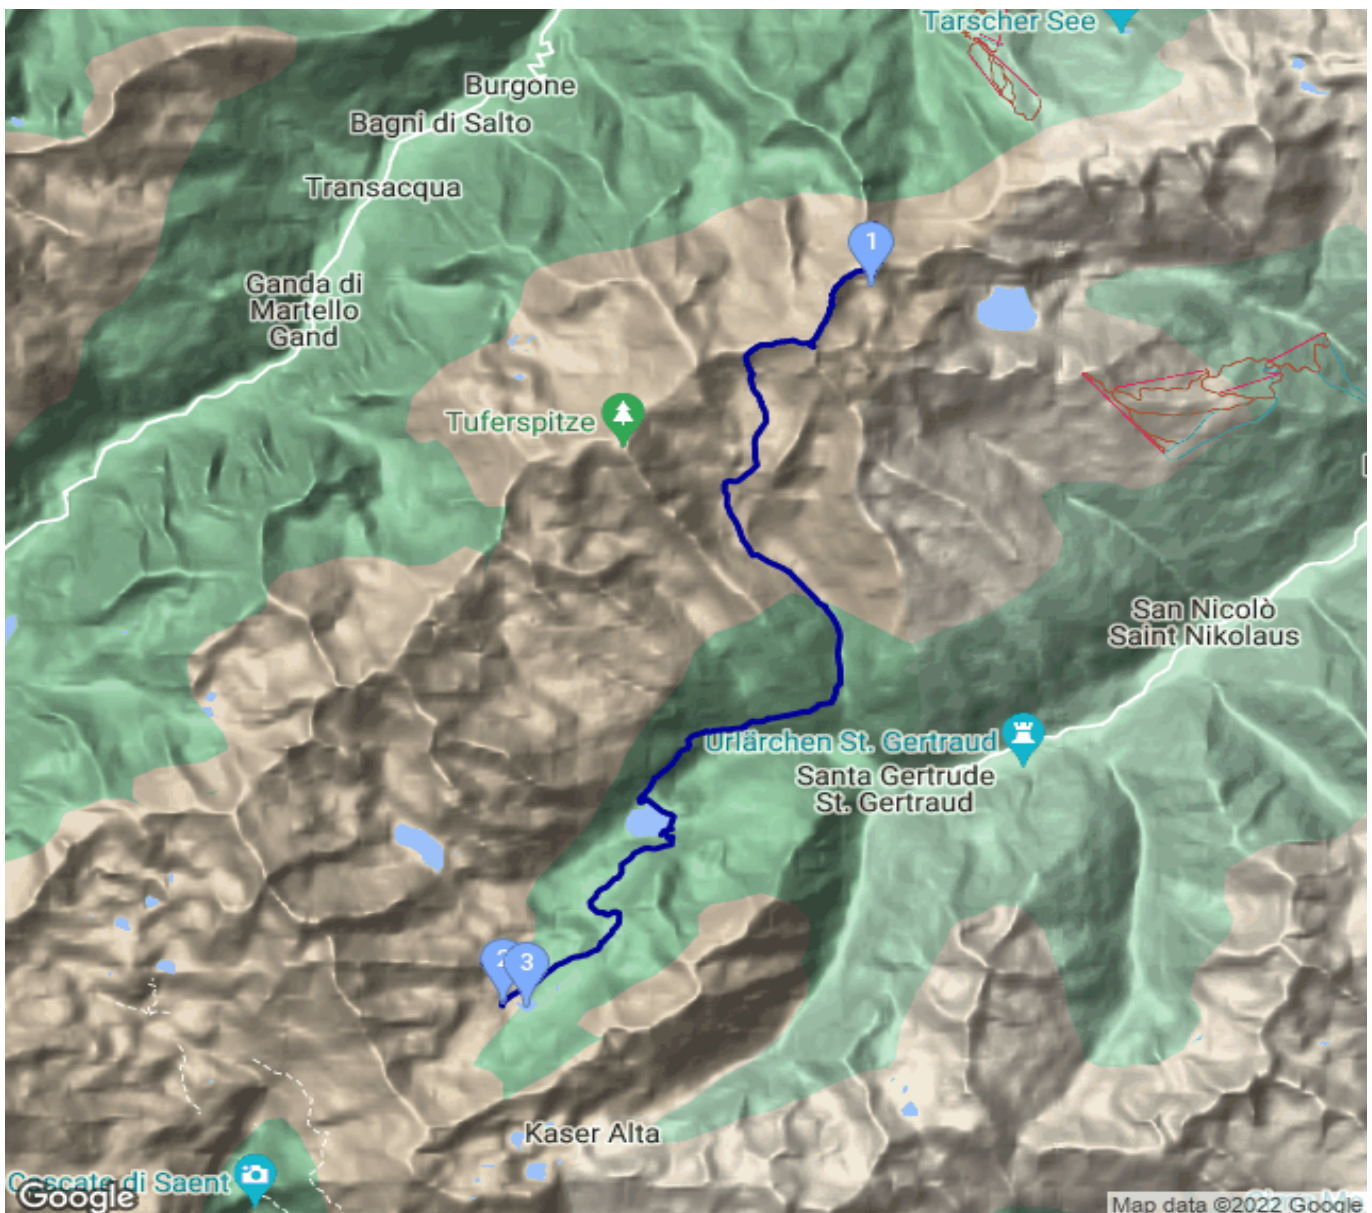 Tarscher See
Burgone
Bagni di Salto
Transacqua
1
Ganda di
Martello
Gand
Tuferspitze
San Nicolò
Saint Nikolaus
Urlärchen St. Gertraud
Santa Gertrude
St. Gertraud
2
3
Kaser Alta
Cascate di Saent
Google
Map data ©2022 Google